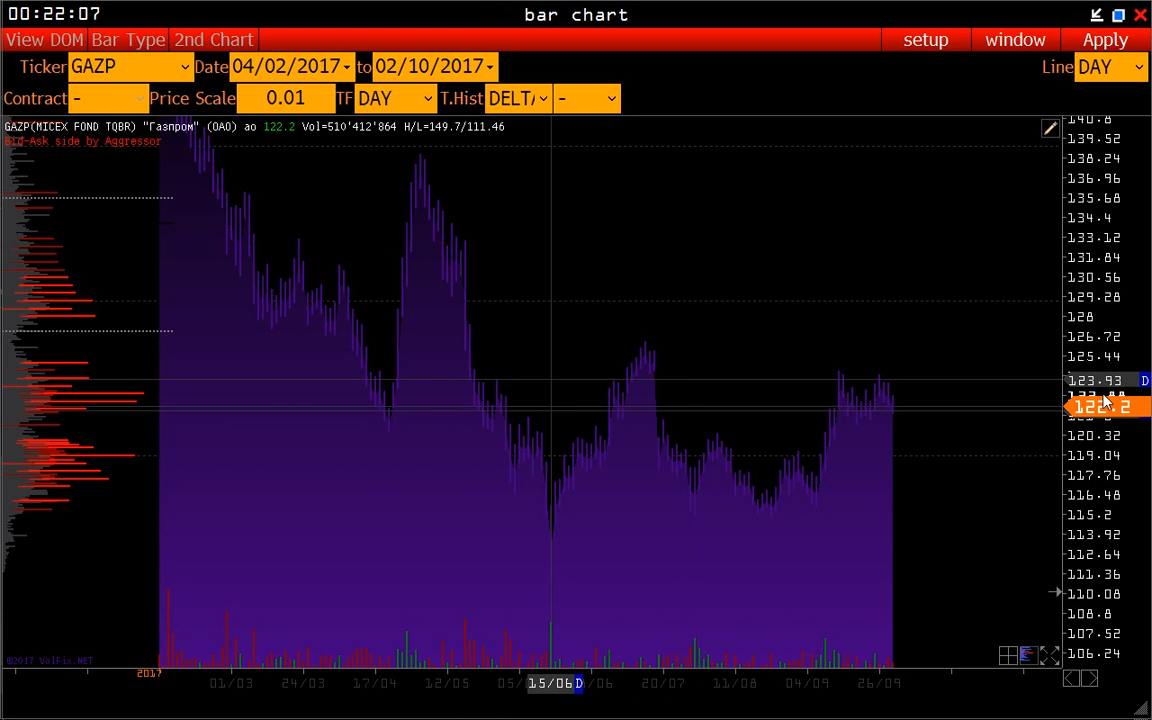 00:22:07 bar chart
View DOM Bar Type 2nd Chart setup window Apply
Ticker GAZP Date 04/02/2017 to 02/10/2017 Line DAY
Contract - Price Scale 0.01 TF DAY T.Hist DELTA -
GAZP(MICEX FOND TQBR) "Газпром" (ОАО) ао 122.2 Vol=510'412'864 H/L=149.7/111.46
Bid-Ask side by Aggressor
140.8
139.52
138.24
136.96
135.68
134.4
133.12
131.84
130.56
129.28
128
126.72
125.44
123.93 D
122.2
120.32
119.04
117.76
116.48
115.2
113.92
112.64
111.36
110.08
108.8
107.52
106.24
©2017 VolFix.NET
2017 01/03 24/03 17/04 12/05 15/06 D 20/07 11/08 04/09 26/09